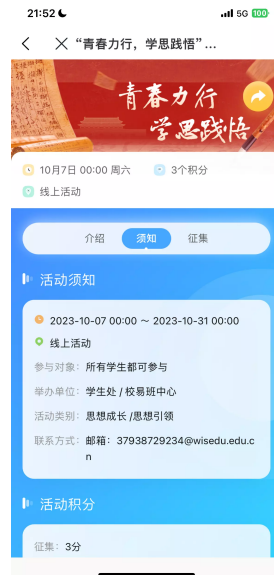 21:52
5G 100
“青春力行，学思践悟”...
青春力行
学思践悟
10月7日 00:00 周六
3个积分
线上活动
介绍
须知
征集
活动须知
2023-10-07 00:00 ～ 2023-10-31 00:00
线上活动
参与对象：所有学生都可参与
举办单位：学生处 / 校易班中心
活动类别：思想成长 /思想引领
联系方式：邮箱：37938729234@wisedu.edu.c
n
活动积分
征集：3分